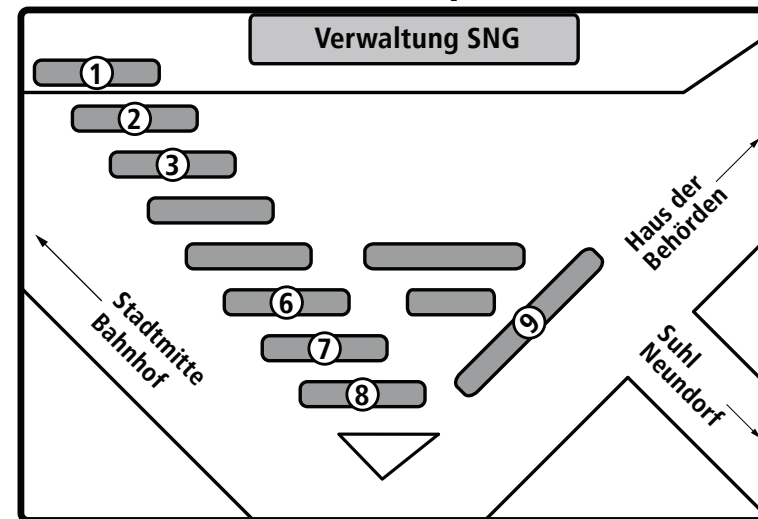 Verwaltung SNG
1
2
3
6
7
8
9
Haus der
Behörden
Stadtmitte
Bahnhof
Suhl
Neundorf